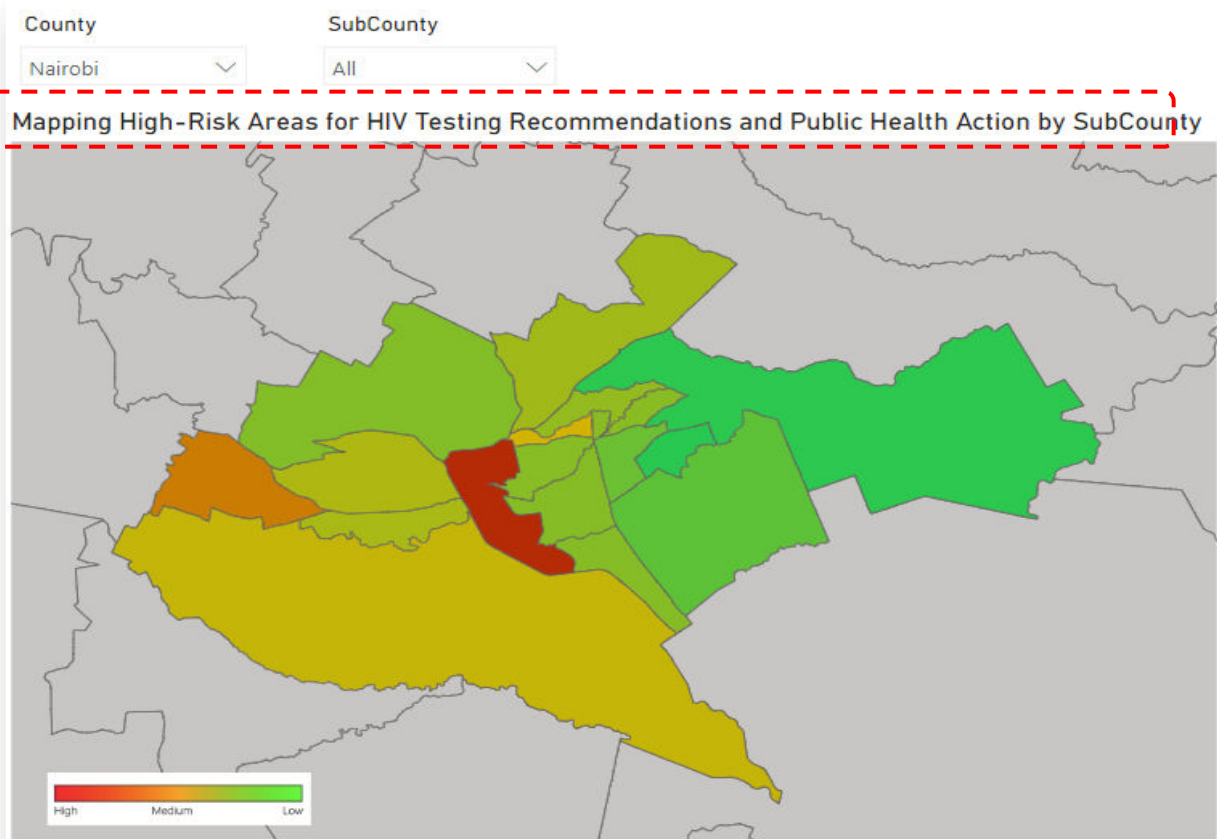 County SubCounty
Nairobi All
Mapping High-Risk Areas for HIV Testing Recommendations and Public Health Action by SubCounty
High Medium Low